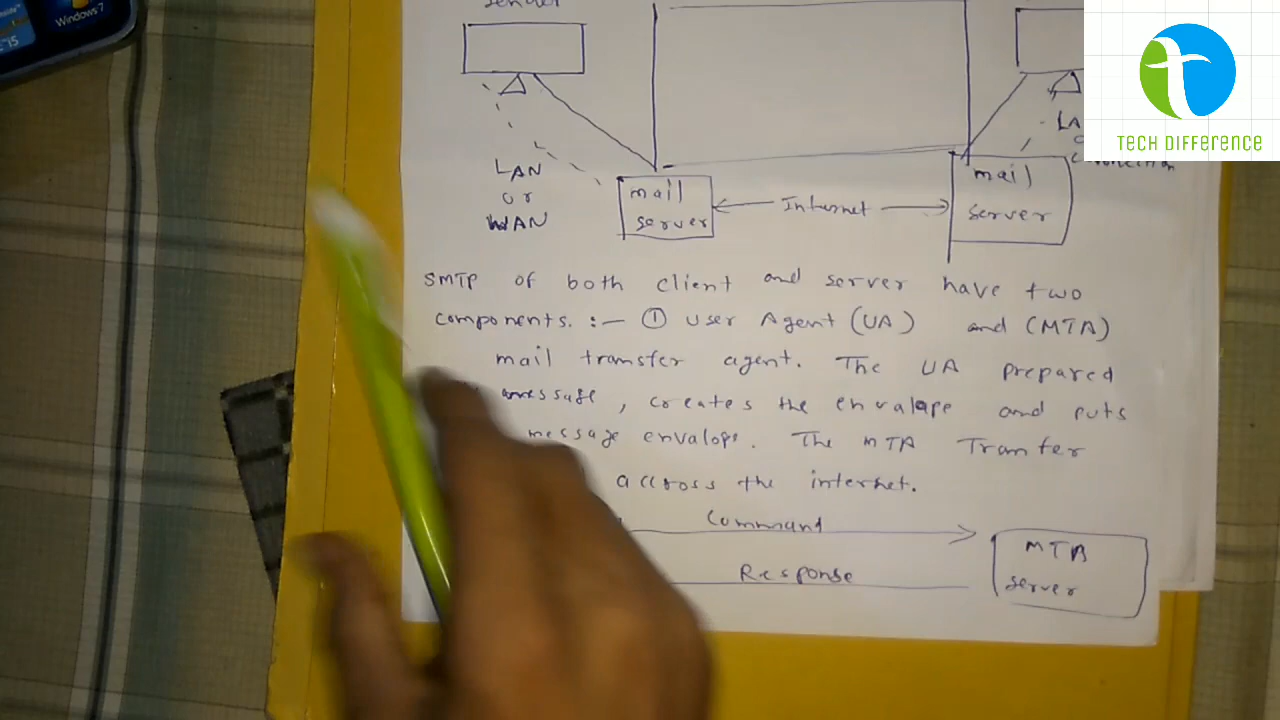 Windows 7
sender
TECH DIFFERENCE
LAN
or
WAN
mail
server
Internet
mail
server
SMTP of both client and server have two
components. :— ① User Agent (UA) and (MTA)
mail transfer agent. The UA prepared
message, creates the envalape and puts
message envalope. The MTA Tranfer
accross the internet.
Command
Response
MTA
server